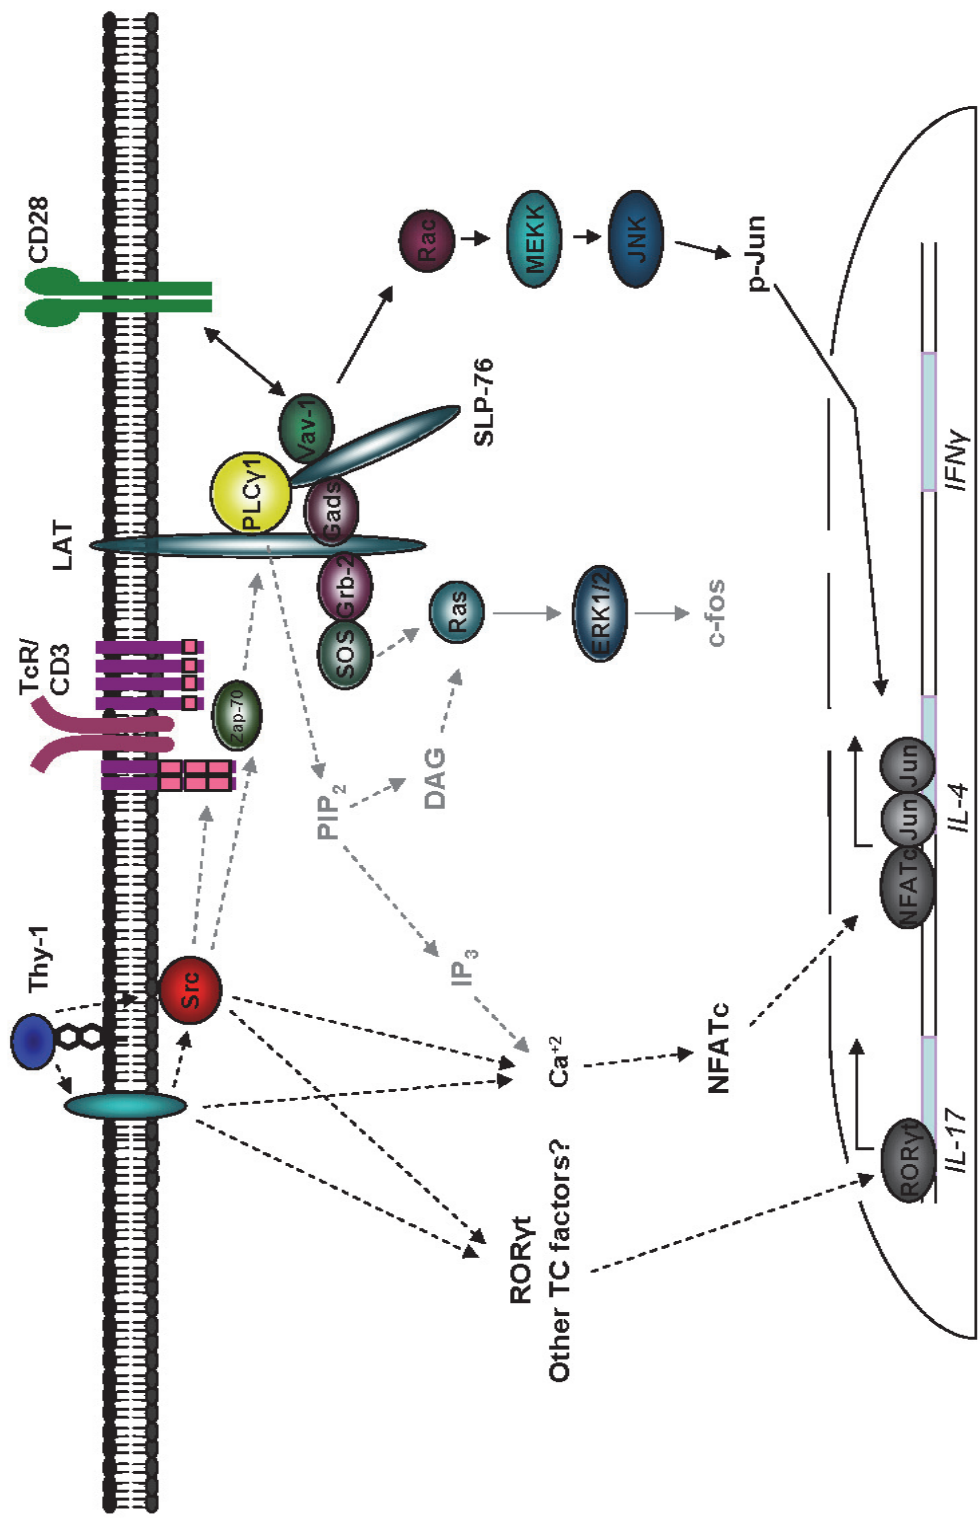 Thy-1
TcR/
CD3
LAT
CD28
Src
Zap-70
PLCγ1
Vav-1
Gads
Grb-2
SOS
SLP-76
PIP₂
DAG
Ras
Rac
IP₃
MEKK
ERK1/2
JNK
Ca⁺²
RORγt
Other TC factors?
NFATc
c-fos
p-Jun
RORγt
NFATc
Jun
Jun
IL-17
IL-4
IFNγ